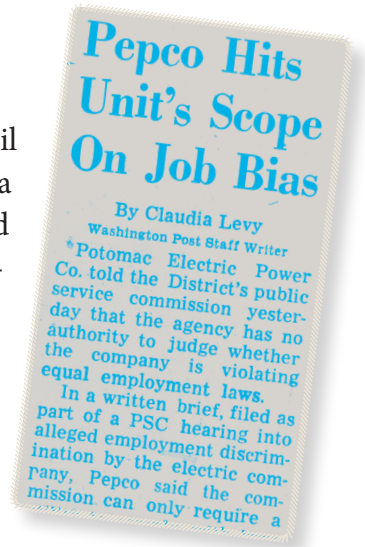 Pepco Hits
Unit's Scope
On Job Bias
By Claudia Levy
Washington Post Staff Writer
Potomac Electric Power
Co. told the District's public
service commission yester-
day that the agency has no
authority to judge whether
the company is violating
equal employment laws.
In a written brief, filed as
part of a PSC hearing into
alleged employment discrim-
ination by the electric com-
pany, Pepco said the com-
mission can only require a
il
a
d
-